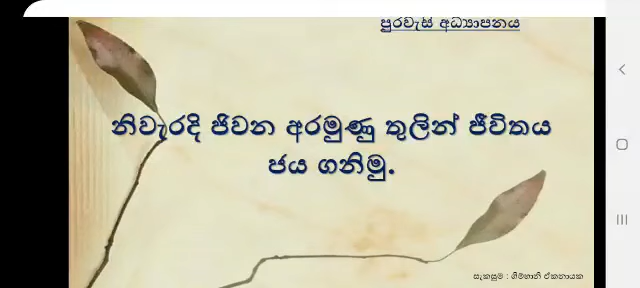 පුරවැසි අධ්‍යාපනය
නිවැරදි ජිවන අරමුණු තුලින් ජීවිතය
ජය ගනිමු.
සැකසුම : ගිම්හානි ඒකනායක